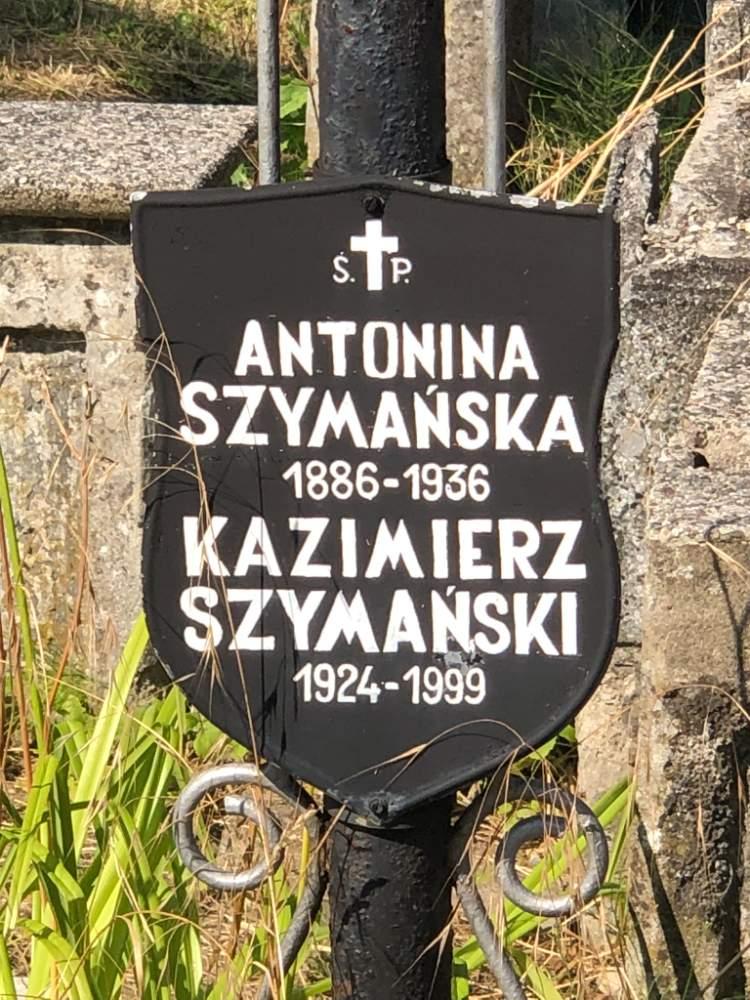 Ś. P.
ANTONINA
SZYMAŃSKA
1886-1936
KAZIMIERZ
SZYMAŃSKI
1924-1999